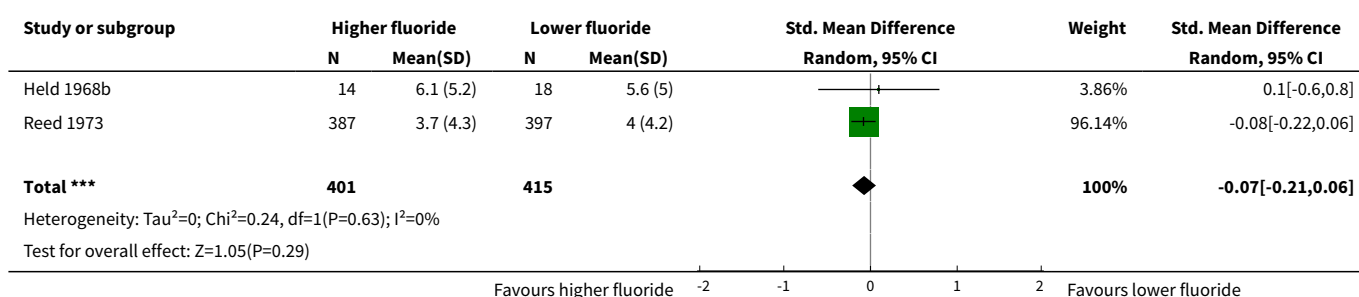 Study or subgroup Higher fluoride Lower fluoride Std. Mean Difference Weight Std. Mean Difference
N Mean(SD) N Mean(SD) Random, 95% CI Random, 95% CI
Held 1968b 14 6.1 (5.2) 18 5.6 (5) 3.86% 0.1[-0.6,0.8]
Reed 1973 387 3.7 (4.3) 397 4 (4.2) 96.14% -0.08[-0.22,0.06]
Total *** 401 415 100% -0.07[-0.21,0.06]
Heterogeneity: Tau²=0; Chi²=0.24, df=1(P=0.63); I²=0%
Test for overall effect: Z=1.05(P=0.29)
Favours higher fluoride -2 -1 0 1 2 Favours lower fluoride